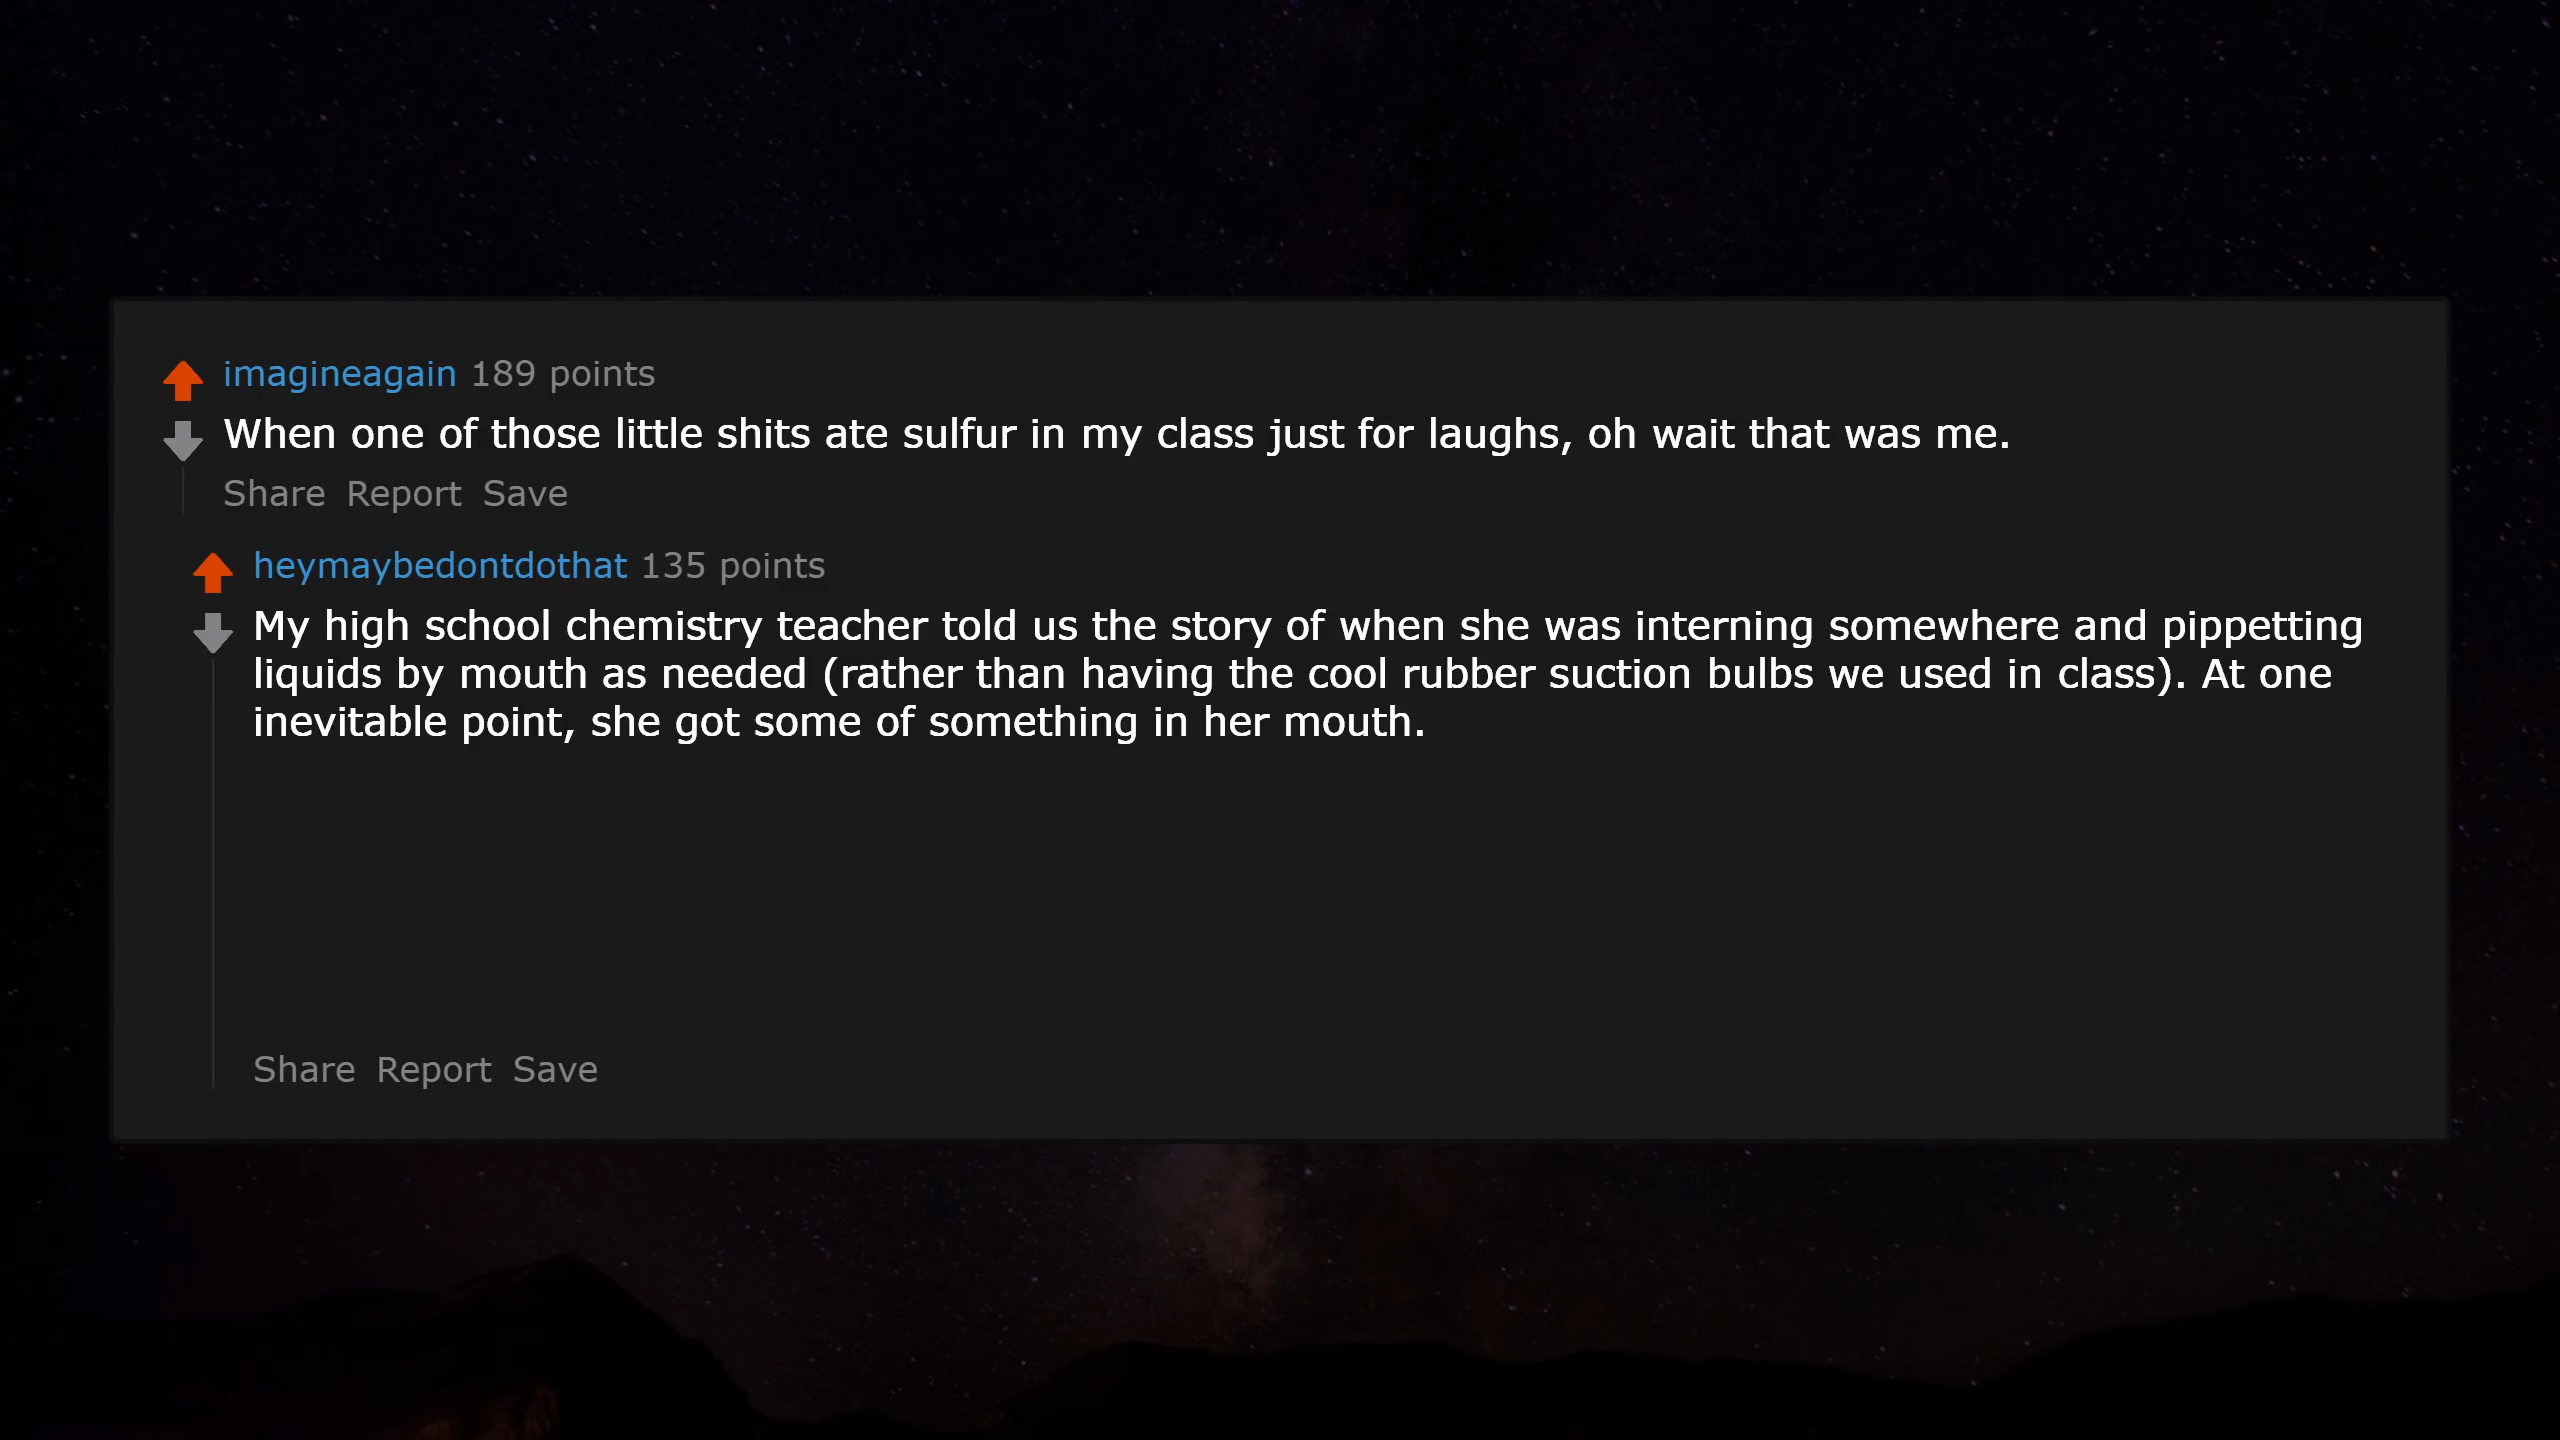 imagineagain 189 points
When one of those little shits ate sulfur in my class just for laughs, oh wait that was me.
Share Report Save
heymaybedontdothat 135 points
My high school chemistry teacher told us the story of when she was interning somewhere and pippetting
liquids by mouth as needed (rather than having the cool rubber suction bulbs we used in class). At one
inevitable point, she got some of something in her mouth.
Share Report Save